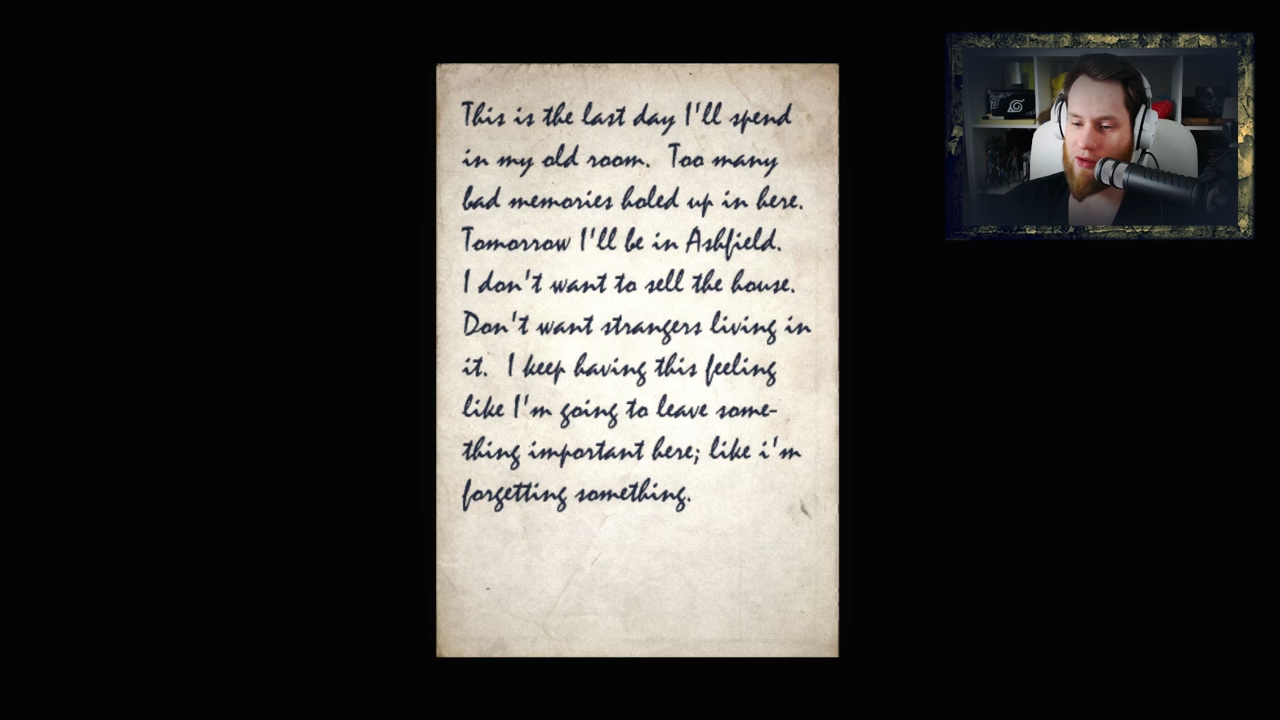 This is the last day I'll spend
in my old room. Too many
bad memories holed up in here.
Tomorrow I'll be in Ashfield.
I don't want to sell the house.
Don't want strangers living in
it. I keep having this feeling
like I'm going to leave some-
thing important here; like i'm
forgetting something.